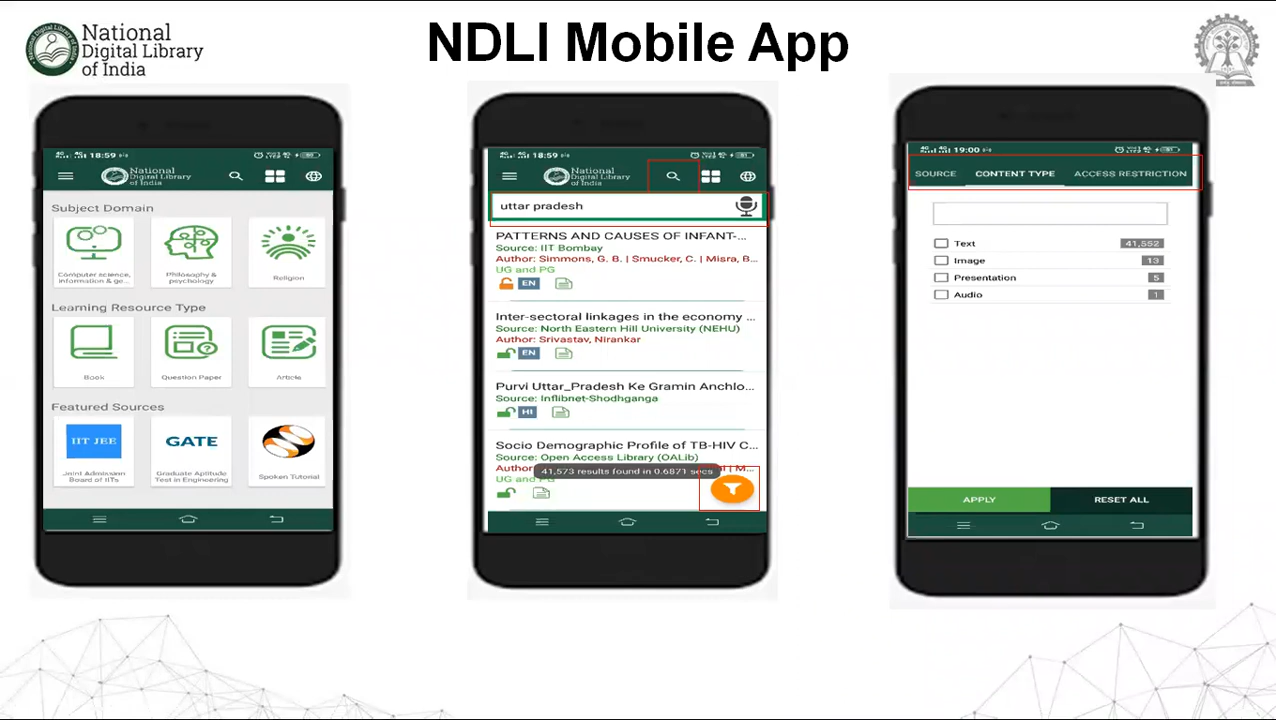 National
Digital Library
of India
NDLI Mobile App
18:59
National
Digital Library
of India
Subject Domain
Computer science,
information & ge...
Philosophy &
psychology
Religion
Learning Resource Type
Book
Question Paper
Article
Featured Sources
IIT JEE
Joint Admission
Board of IITs
GATE
Graduate Aptitude
Test in Engineering
Spoken Tutorial
18:59
National
Digital Library
of India
uttar pradesh
PATTERNS AND CAUSES OF INFANT-...
Source: IIT Bombay
Author: Simmons, G. B. | Smucker, C. | Misra, B...
UG and PG
EN
Inter-sectoral linkages in the economy ...
Source: North Eastern Hill University (NEHU)
Author: Srivastav, Nirankar
EN
Purvi Uttar_Pradesh Ke Gramin Anchlo...
Source: Inflibnet-Shodhganga
HI
Socio Demographic Profile of TB-HIV C...
Source: Open Access Library (OALib)
Author
41,573 results found in 0.6871 secs
UG and PG
19:00
SOURCE
CONTENT TYPE
ACCESS RESTRICTION
Text 41,552
Image 13
Presentation 5
Audio 1
APPLY
RESET ALL